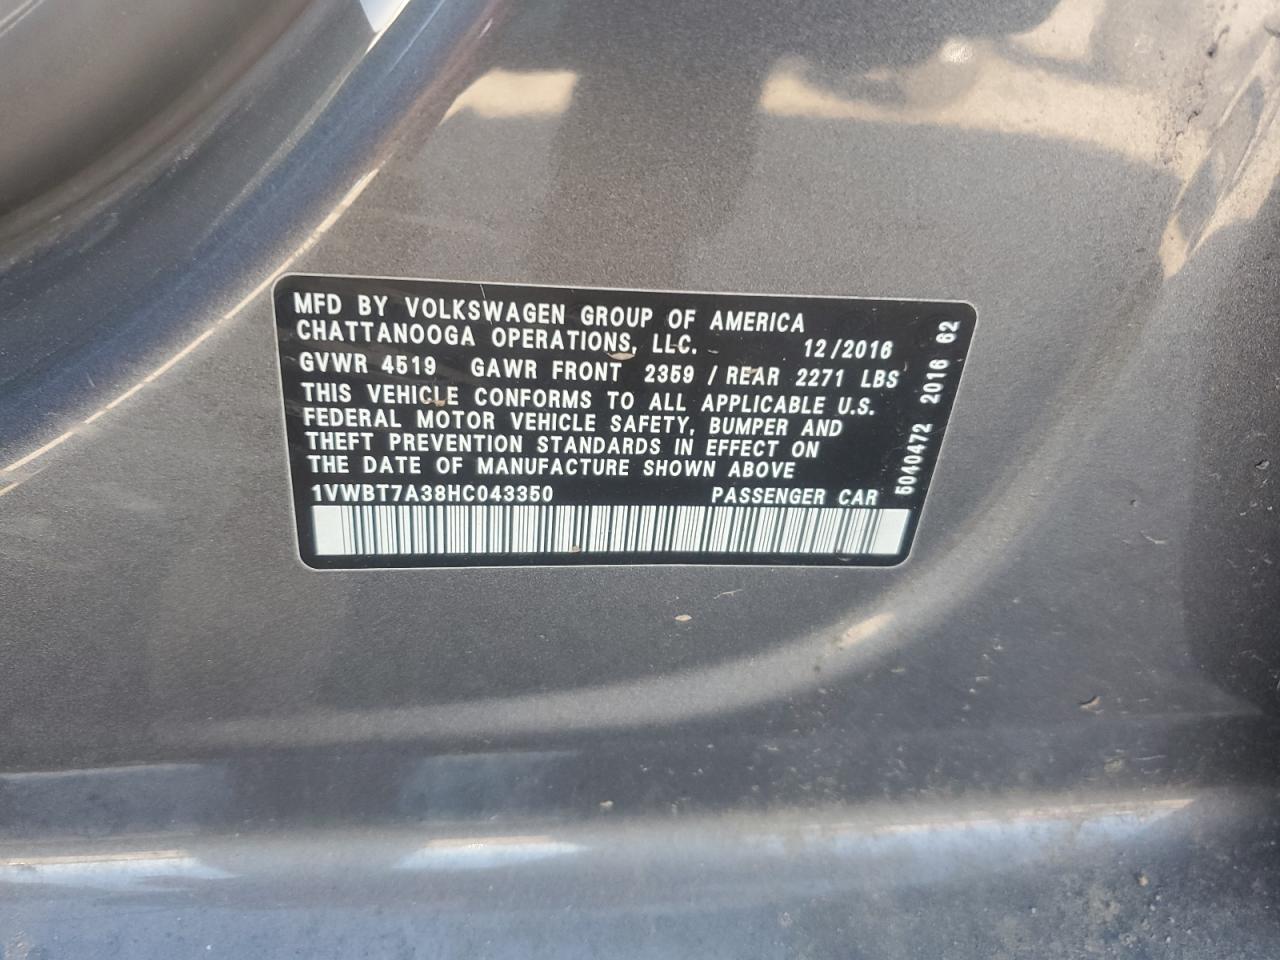 MFD BY VOLKSWAGEN GROUP OF AMERICA
CHATTANOOGA OPERATIONS, LLC. 12/2016
GVWR 4519 GAWR FRONT 2359 / REAR 2271 LBS
THIS VEHICLE CONFORMS TO ALL APPLICABLE U.S.
FEDERAL MOTOR VEHICLE SAFETY, BUMPER AND
THEFT PREVENTION STANDARDS IN EFFECT ON
THE DATE OF MANUFACTURE SHOWN ABOVE
1VWBT7A38HC043350 PASSENGER CAR
5040472 2016 62